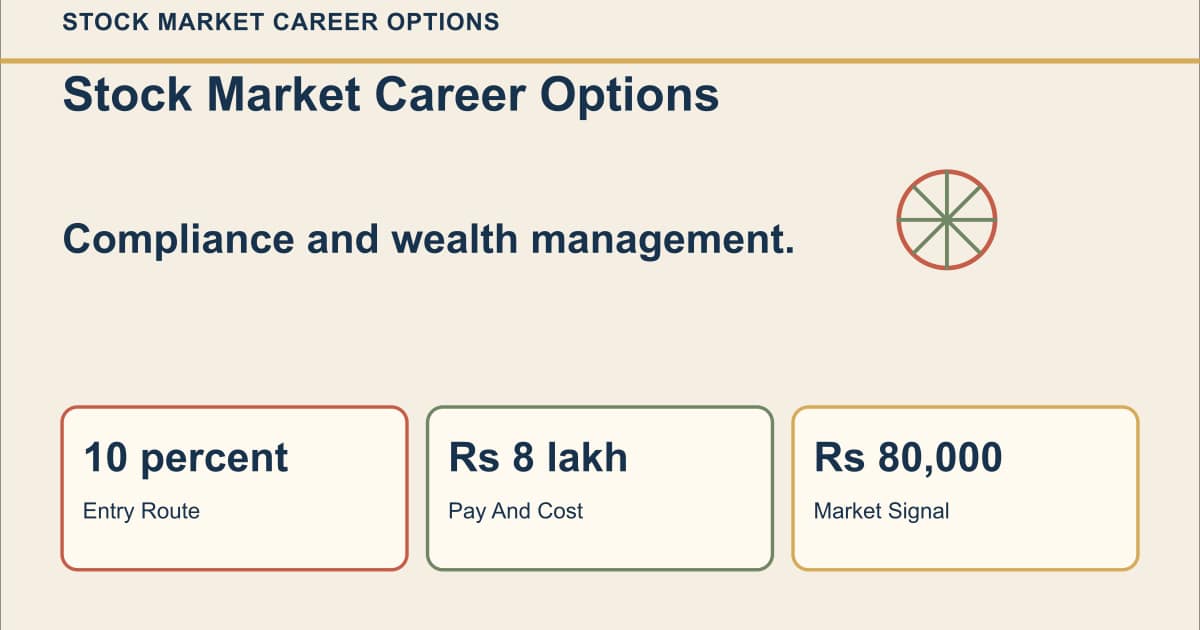 STOCK MARKET CAREER OPTIONS
Stock Market Career Options
Compliance and wealth management.
10 percent
Entry Route
Rs 8 lakh
Pay And Cost
Rs 80,000
Market Signal